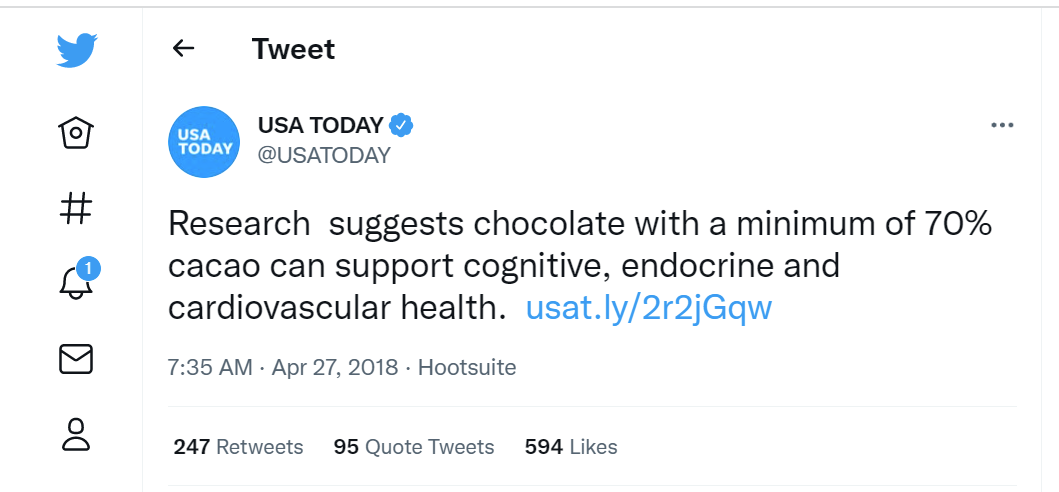 Tweet
USA
TODAY
USA TODAY
@USATODAY
Research  suggests chocolate with a minimum of 70%
cacao can support cognitive, endocrine and
cardiovascular health.  usat.ly/2r2jGqw
7:35 AM · Apr 27, 2018 · Hootsuite
247 Retweets 95 Quote Tweets 594 Likes
1